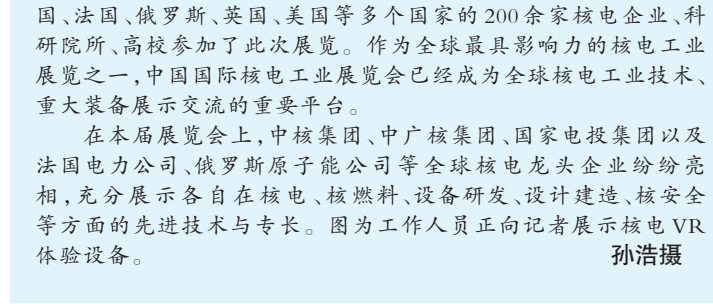 国、法国、俄罗斯、英国、美国等多个国家的 200 余家核电企业、科
研院所、高校参加了此次展览。作为全球最具影响力的核电工业
展览之一,中国国际核电工业展览会已经成为全球核电工业技术、
重大装备展示交流的重要平台。
在本届展览会上,中核集团、中广核集团、国家电投集团以及
法国电力公司、俄罗斯原子能公司等全球核电龙头企业纷纷亮
相,充分展示各自在核电、核燃料、设备研发、设计建造、核安全
等方面的先进技术与专长。图为工作人员正向记者展示核电 VR
体验设备。 孙浩摄